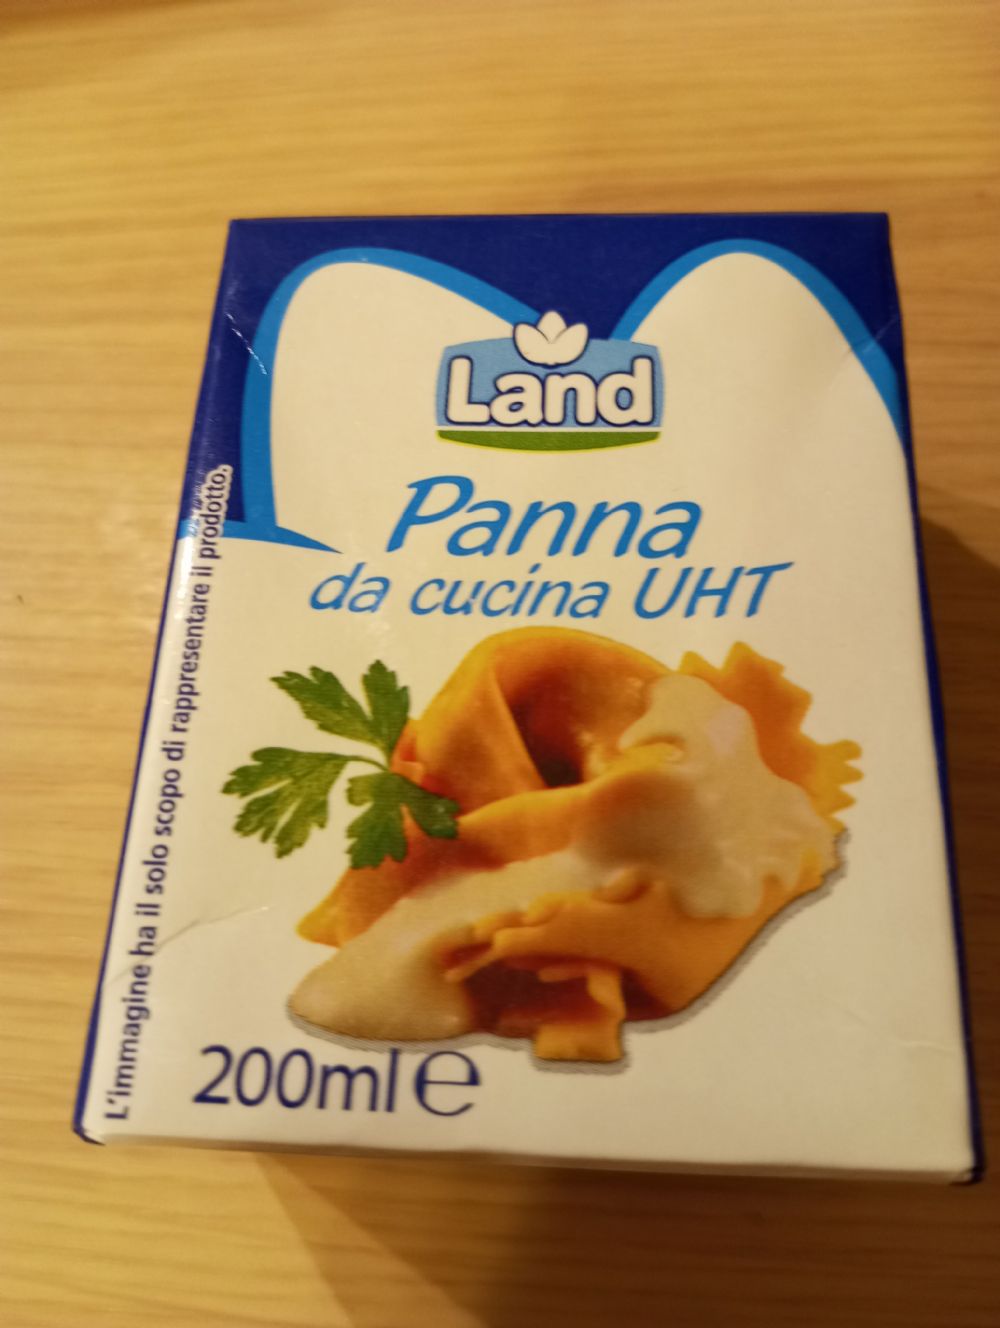 Land
Panna
da cucina UHT
L'immagine ha il solo scopo di rappresentare il prodotto.
200ml e